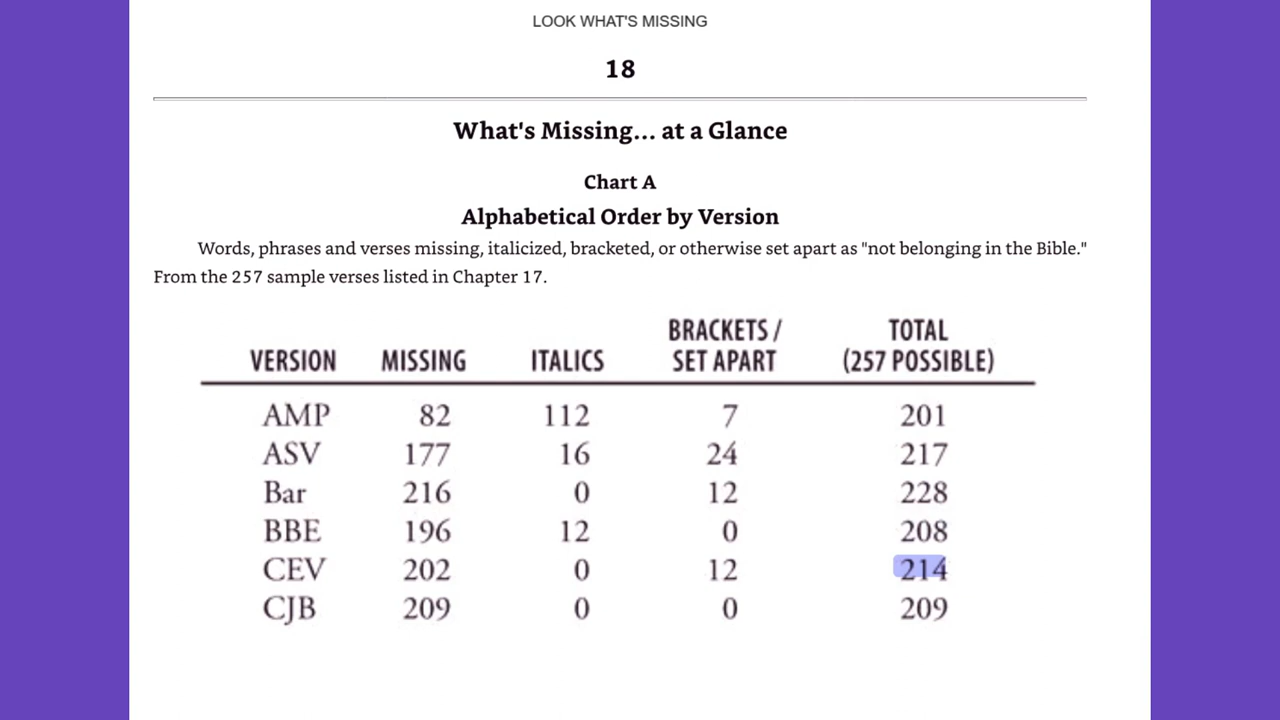 LOOK WHAT'S MISSING
18
What's Missing... at a Glance
Chart A
Alphabetical Order by Version
Words, phrases and verses missing, italicized, bracketed, or otherwise set apart as "not belonging in the Bible."
From the 257 sample verses listed in Chapter 17.
BRACKETS / TOTAL
VERSION MISSING ITALICS SET APART (257 POSSIBLE)
AMP 82 112 7 201
ASV 177 16 24 217
Bar 216 0 12 228
BBE 196 12 0 208
CEV 202 0 12 214
CJB 209 0 0 209